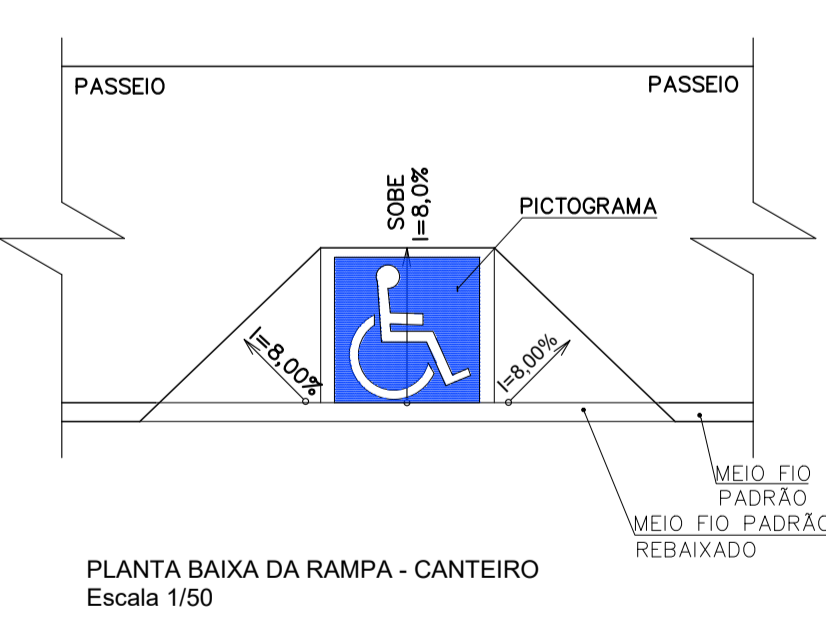 PASSEIO
PASSEIO
SOBE
I=8,0%
PICTOGRAMA
I=8,00%
I=8,00%
MEIO FIO
PADRÃO
MEIO FIO PADRÃO
REBAIXADO
PLANTA BAIXA DA RAMPA - CANTEIRO
Escala 1/50